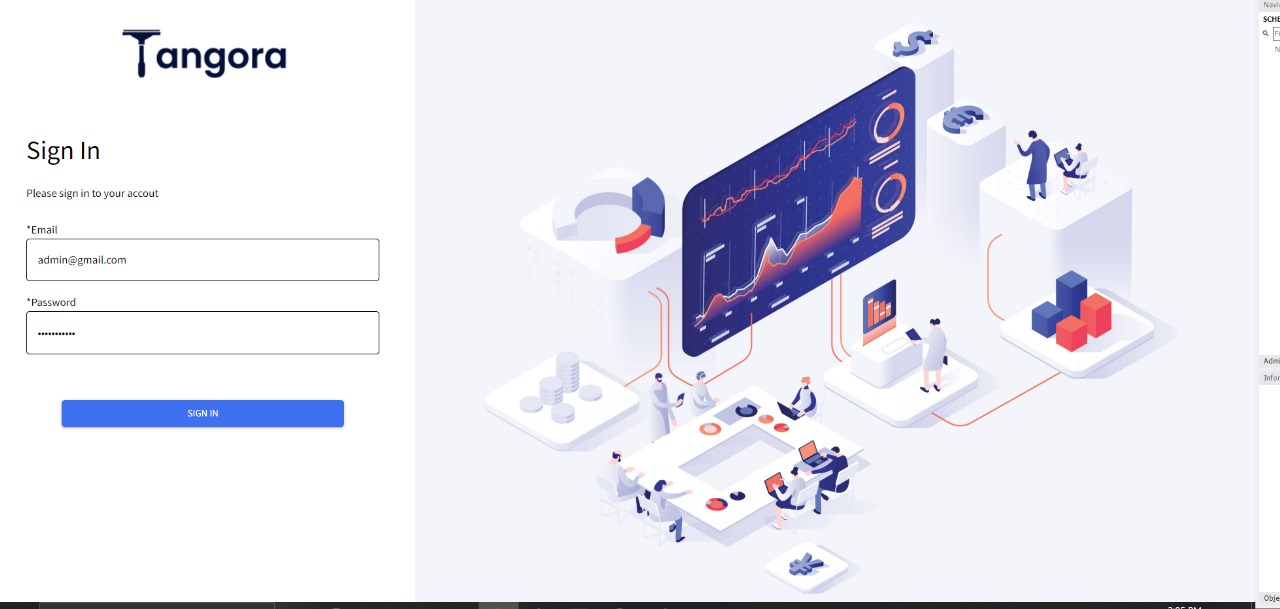 Tangora
Sign In
Please sign in to your accout
*Email
admin@gmail.com
*Password
•••••••••••
SIGN IN
Navi
SCHE
Fi
N
Admi
Infor
Obje